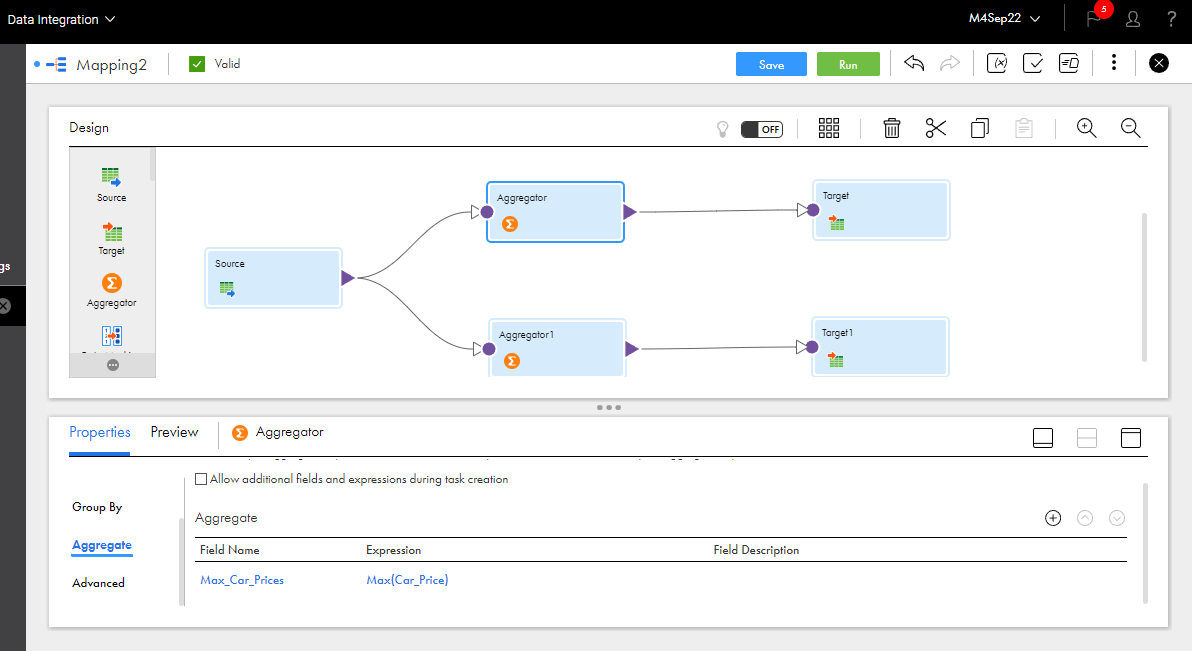 Data Integration
M4Sep22
5
?
Mapping2
Valid
Save
Run
Design
OFF
Source
Target
Aggregator
gs
Source
Aggregator
Target
Aggregator1
Target1
Properties
Preview
Aggregator
Allow additional fields and expressions during task creation
Group By
Aggregate
Advanced
Aggregate
Field Name Expression Field Description
Max_Car_Prices Max(Car_Price)